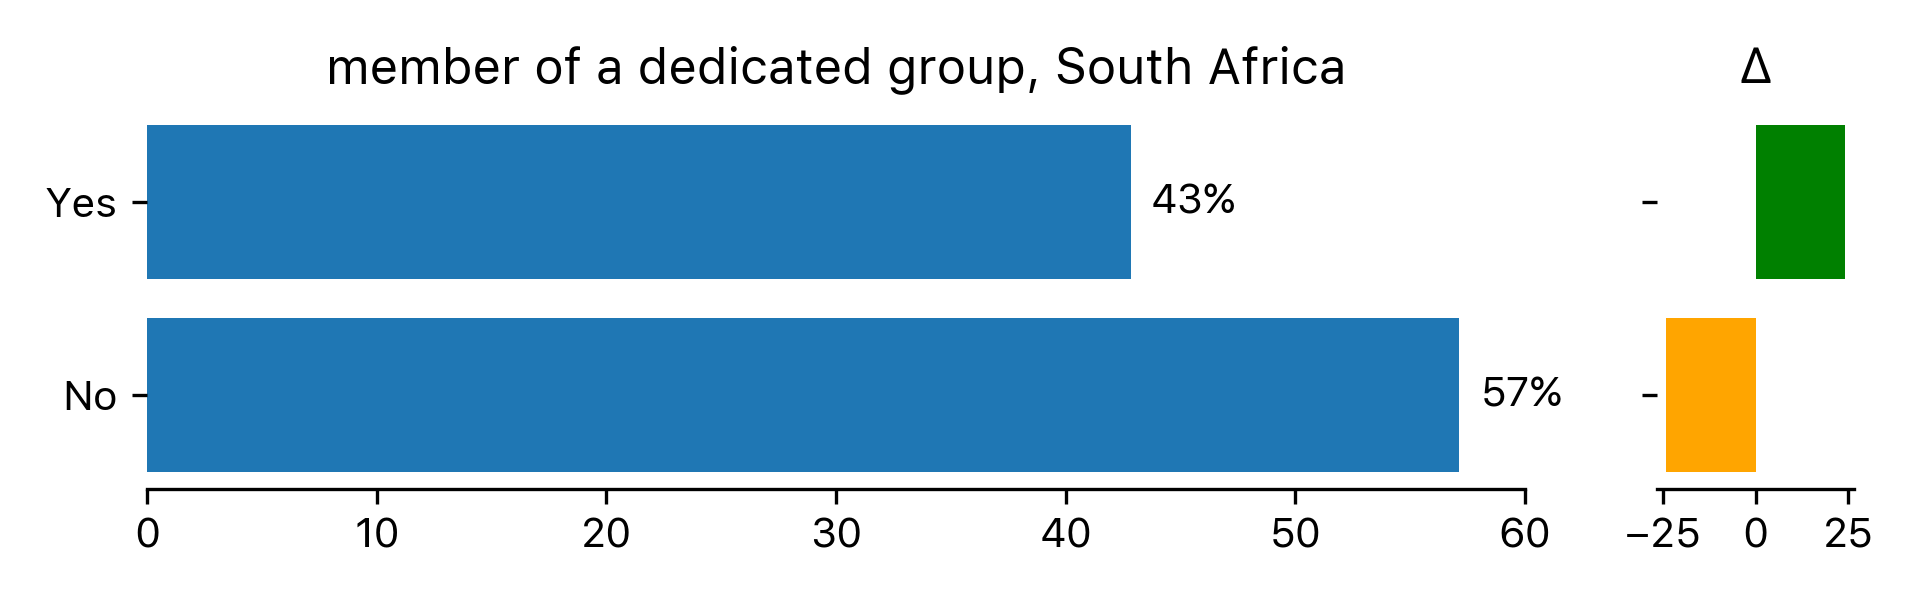 member of a dedicated group, South Africa
Δ
Yes
43%
No
57%
0 10 20 30 40 50 60
−25 0 25